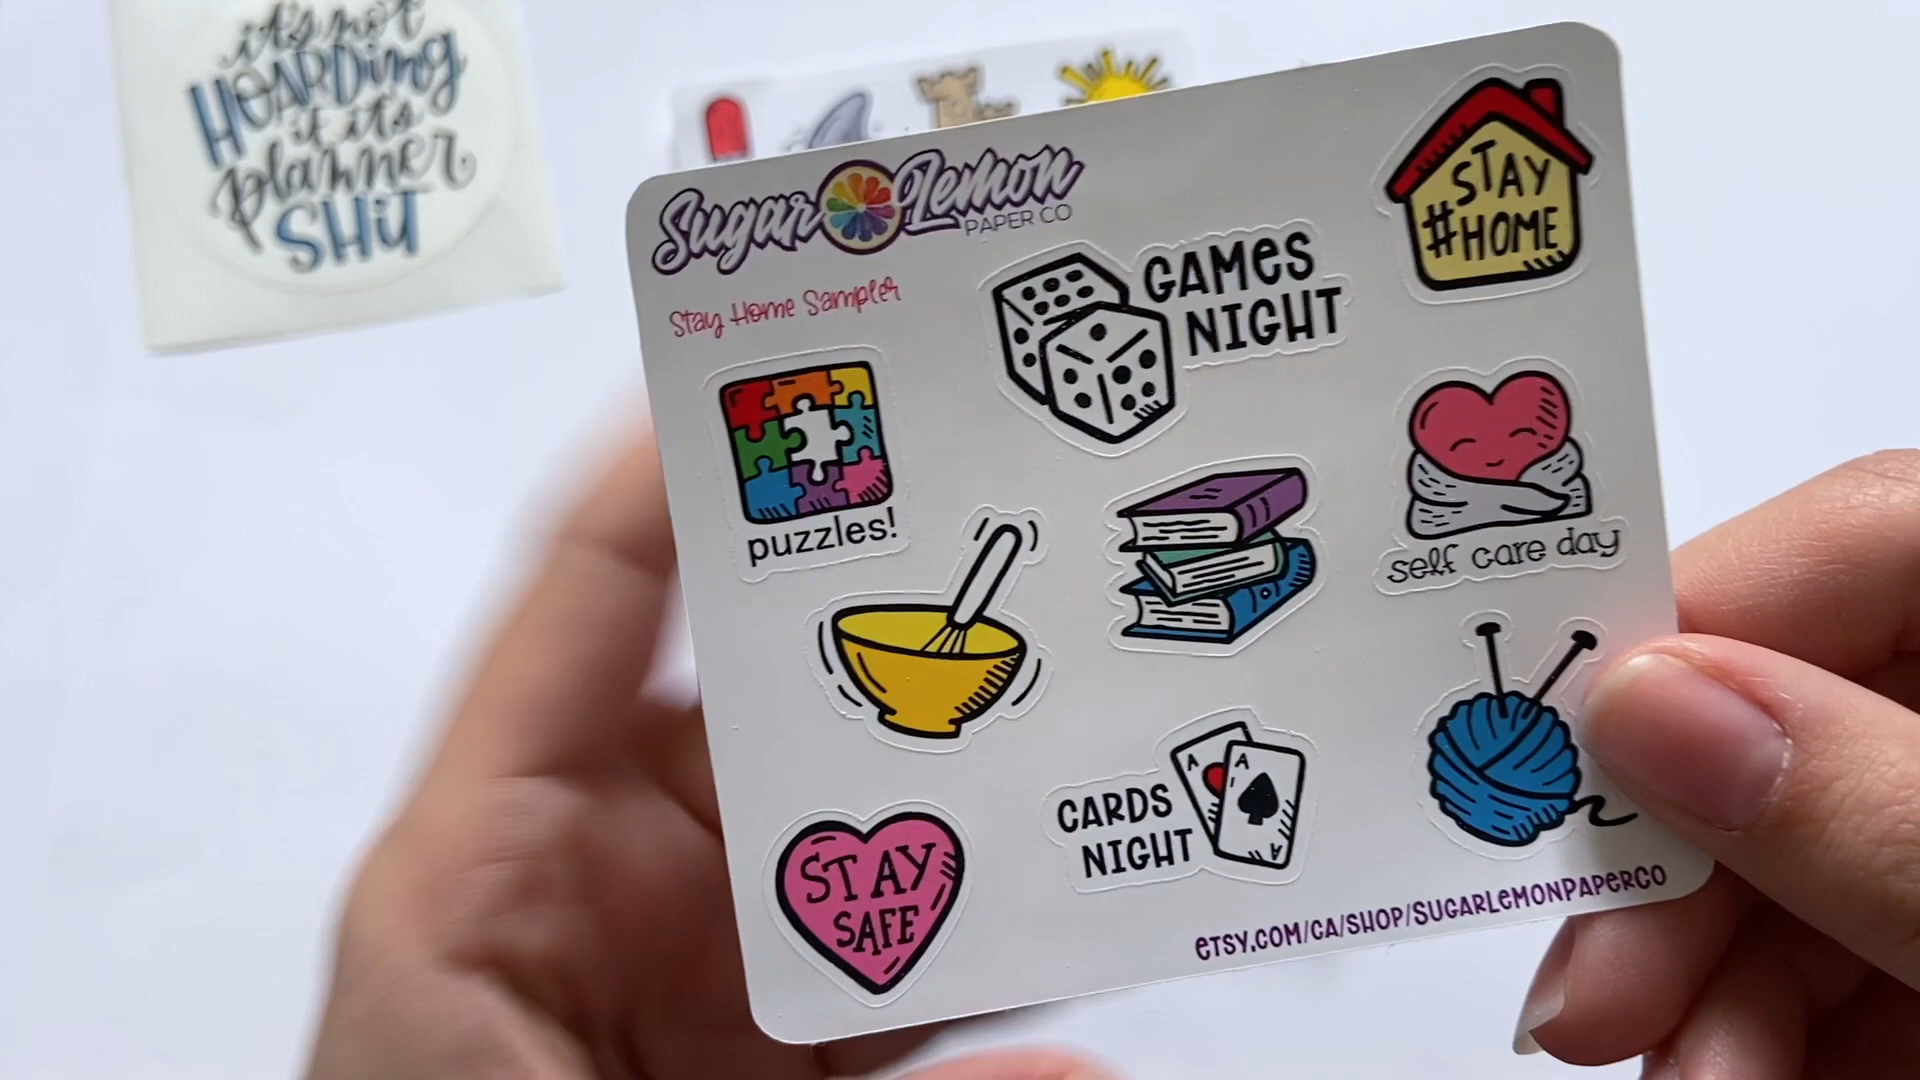 it's not
HOARDing
if it's
planner
SHiT
Sugar Lemon
PAPER CO
Stay Home Sampler
GAMES
NIGHT
STAY
#HOME
puzzles!
self care day
CARDS
NIGHT
A
A
A
STAY
SAFE
etsy.com/ca/shop/sugarlemonpaperco